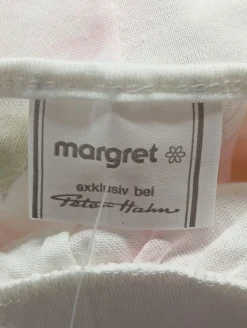 margret
exklusiv bei
Peter Hahn